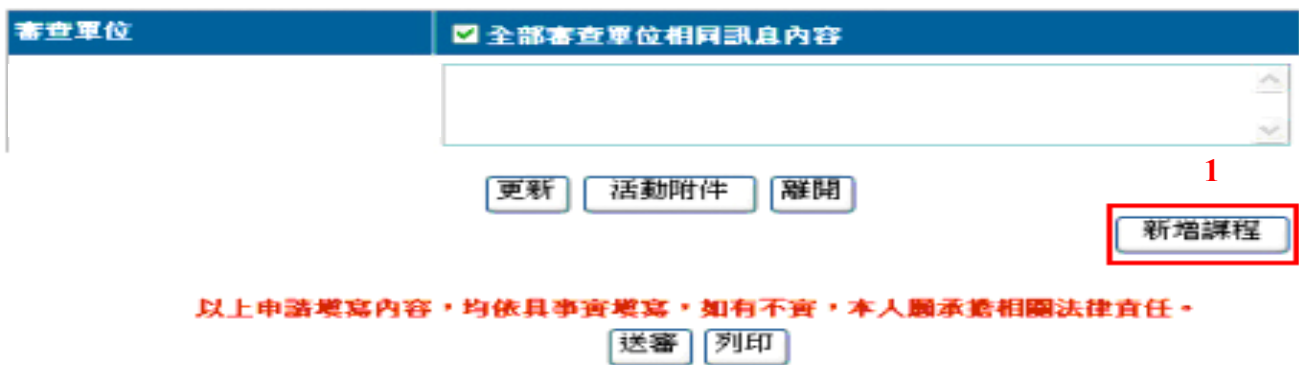 審查單位 全部審查單位相同訊息內容
更新 活動附件 離開
1
新增課程
以上申請填寫內容,均依具事實填寫,如有不實,本人願承擔相關法律責任。
送審 列印